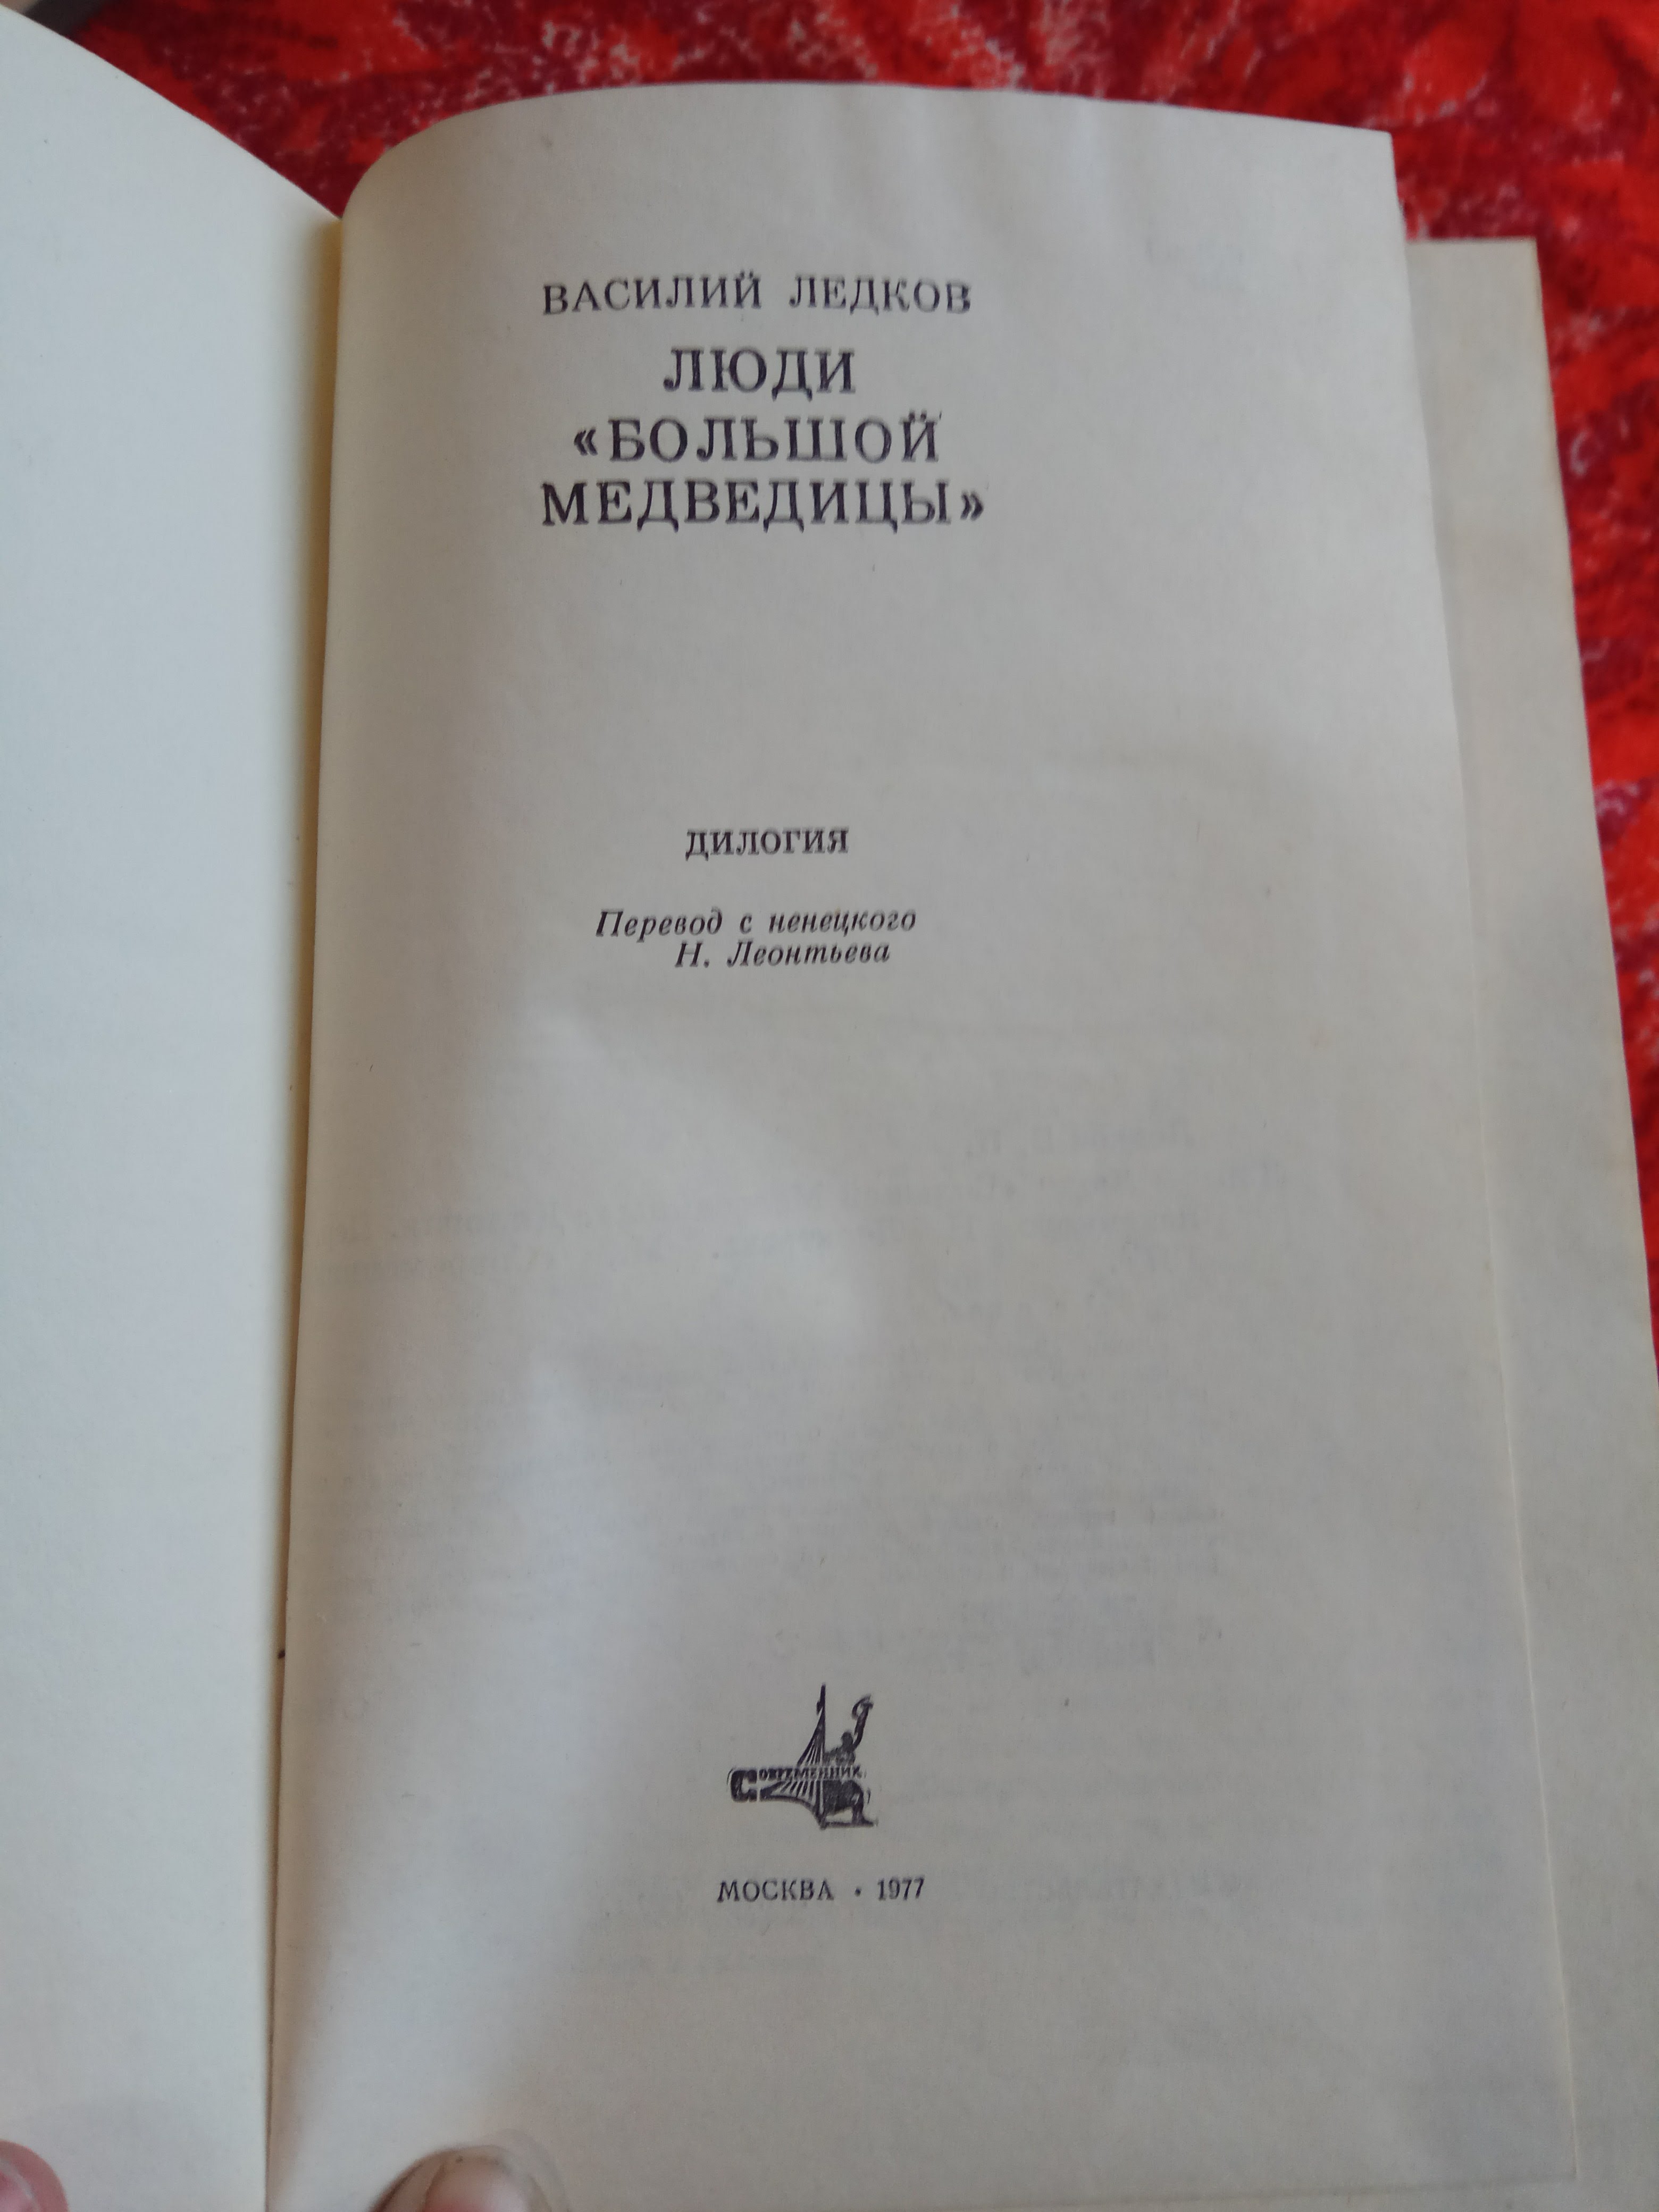 ВАСИЛИЙ ЛЕДКОВ
ЛЮДИ
«БОЛЬШОЙ
МЕДВЕДИЦЫ»
ДИЛОГИЯ
Перевод с ненецкого
Н. Леонтьева
СОВРЕМЕННИК
МОСКВА · 1977